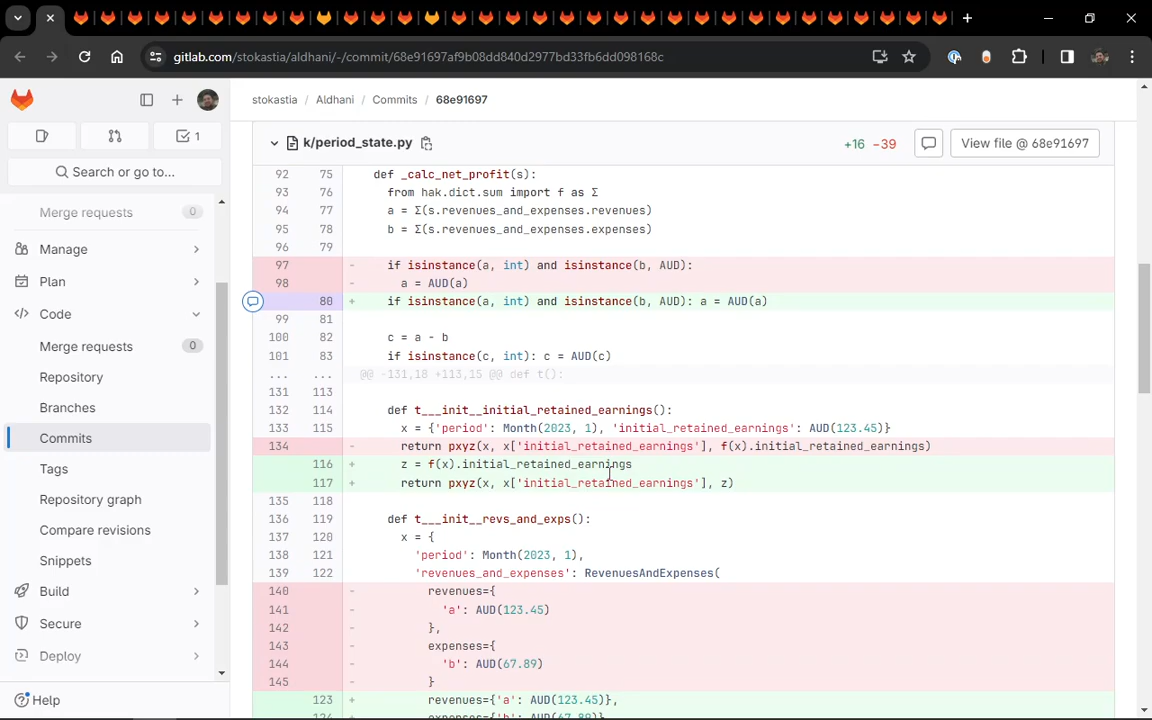 gitlab.com/stokastia/aldhani/-/commit/68e91697af9b08dd840d2977bd33fb6dd098168c
stokastia › Aldhani › Commits › 68e91697
1
Search or go to...
Merge requests 0
Manage
Plan
Code
Merge requests 0
Repository
Branches
Commits
Tags
Repository graph
Compare revisions
Snippets
Build
Secure
Deploy
Help
k/period_state.py +16 −39 View file @ 68e91697
92 75 def _calc_net_profit(s):
93 76 from hak.dict.sum import f as Σ
94 77 a = Σ(s.revenues_and_expenses.revenues)
95 78 b = Σ(s.revenues_and_expenses.expenses)
96 79
97 - if isinstance(a, int) and isinstance(b, AUD):
98 - a = AUD(a)
80 + if isinstance(a, int) and isinstance(b, AUD): a = AUD(a)
99 81
100 82 c = a - b
101 83 if isinstance(c, int): c = AUD(c)
... ... @@ -131,18 +113,15 @@ def t():
131 113
132 114 def t___init__initial_retained_earnings():
133 115 x = {'period': Month(2023, 1), 'initial_retained_earnings': AUD(123.45)}
134 - return pxyz(x, x['initial_retained_earnings'], f(x).initial_retained_earnings)
116 + z = f(x).initial_retained_earnings
117 + return pxyz(x, x['initial_retained_earnings'], z)
135 118
136 119 def t___init__revs_and_exps():
137 120 x = {
138 121 'period': Month(2023, 1),
139 122 'revenues_and_expenses': RevenuesAndExpenses(
140 - revenues={
141 - 'a': AUD(123.45)
142 - },
143 - expenses={
144 - 'b': AUD(67.89)
145 - }
123 + revenues={'a': AUD(123.45)},
124 + expenses={'b': AUD(67.89)}